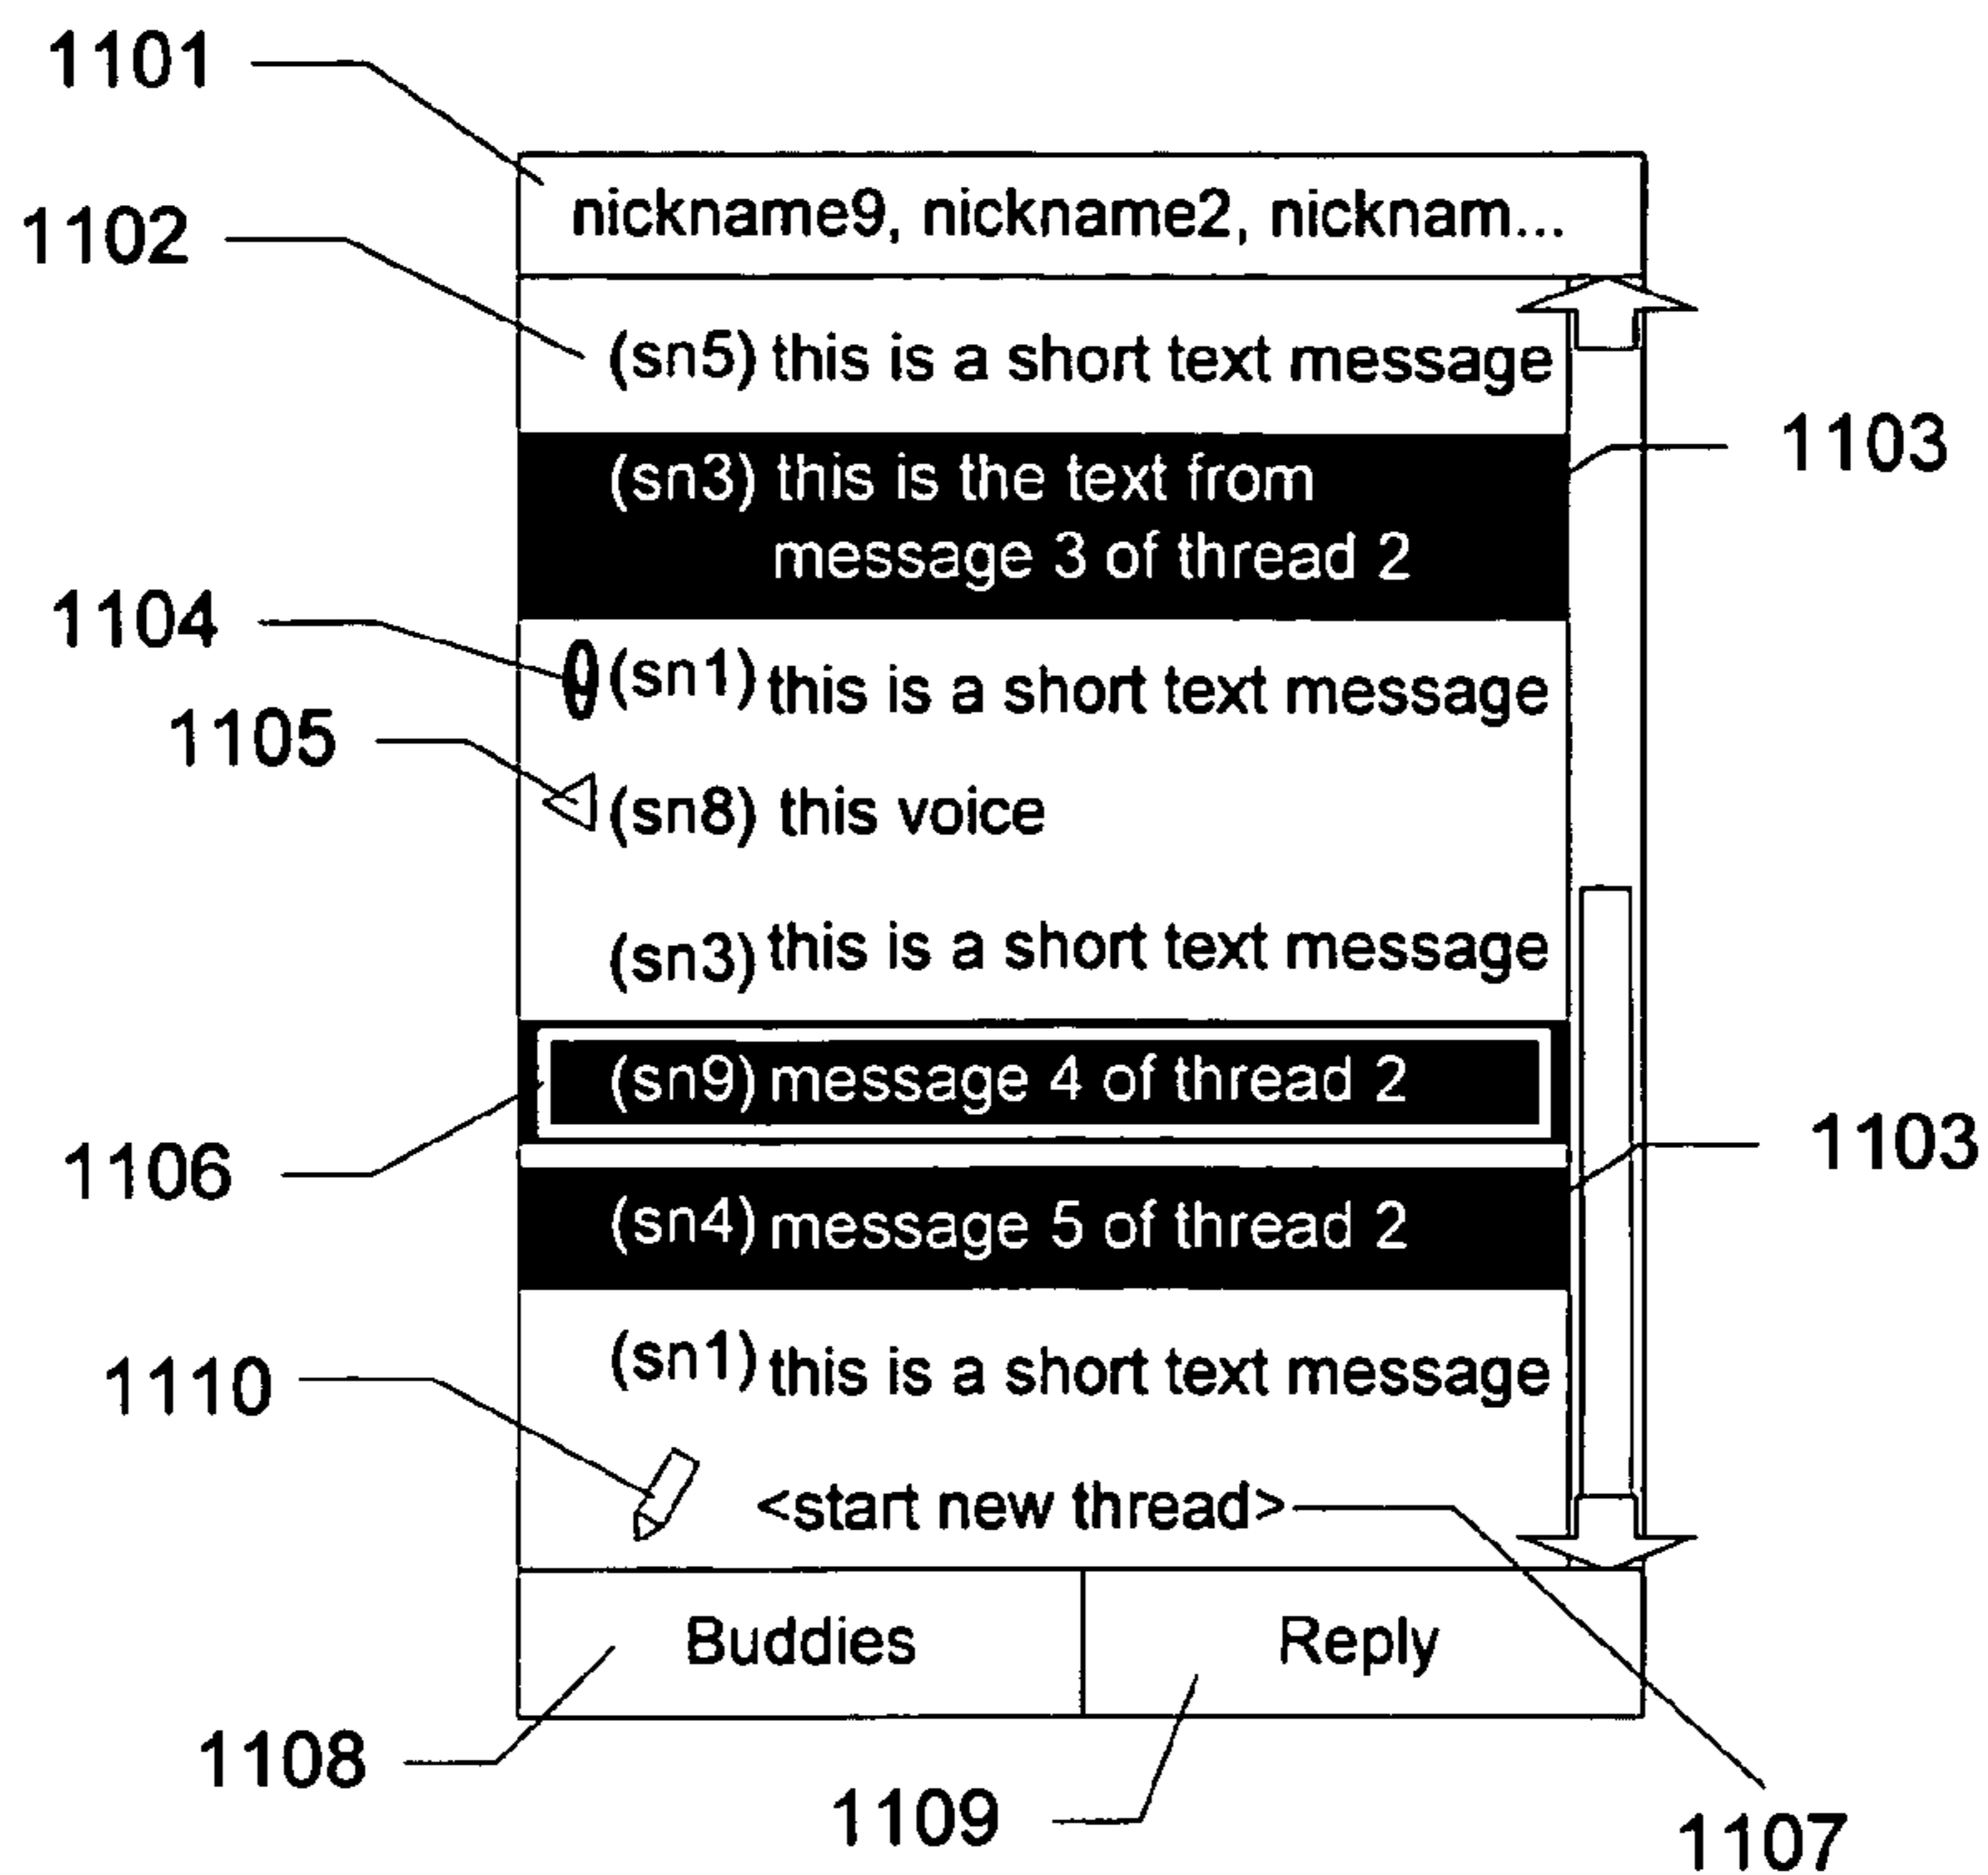 1101
nickname9, nickname2, nicknam...
1102
(sn5) this is a short text message
1103
(sn3) this is the text from
message 3 of thread 2
1104
(sn1) this is a short text message
1105
(sn8) this voice
(sn3) this is a short text message
(sn9) message 4 of thread 2
1106
1103
(sn4) message 5 of thread 2
(sn1) this is a short text message
1110
<start new thread>
Buddies Reply
1108
1109
1107